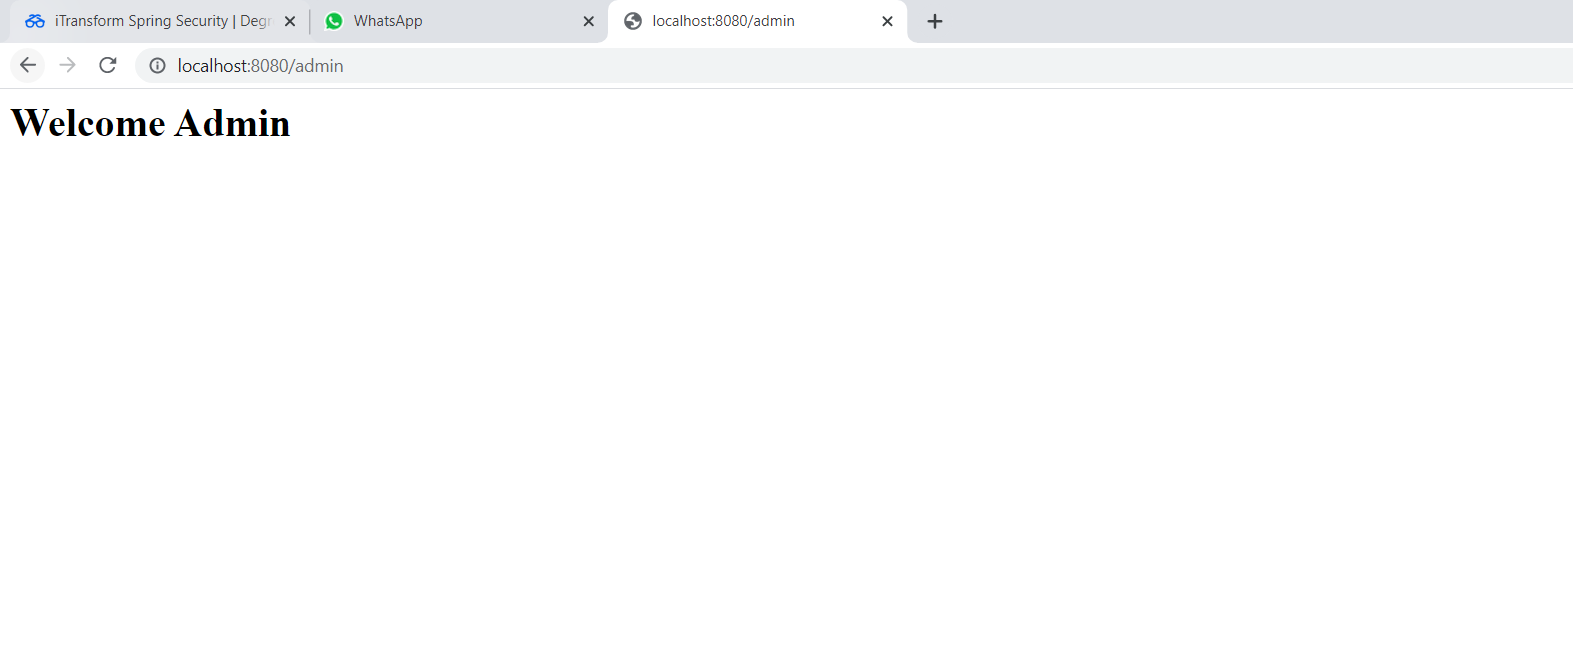 iTransform Spring Security | Degr
WhatsApp
localhost:8080/admin
localhost:8080/admin
Welcome Admin